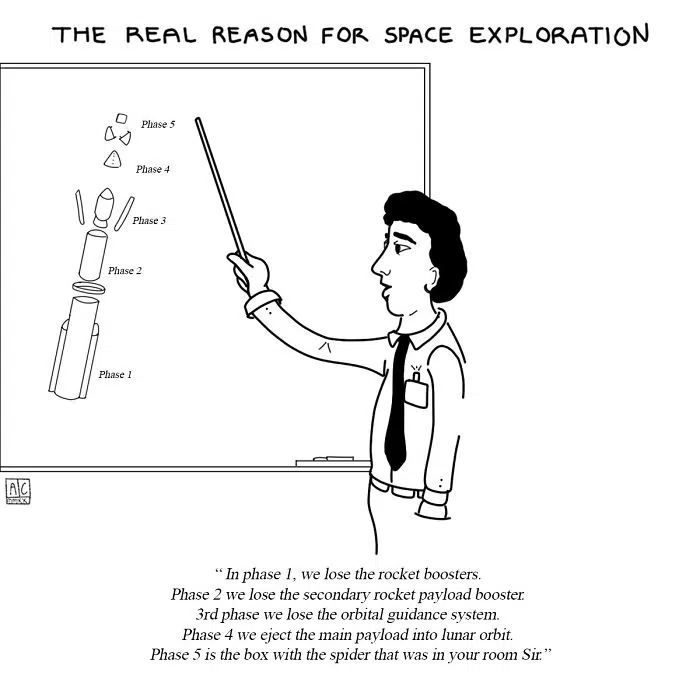 THE REAL REASON FOR SPACE EXPLORATION
Phase 5
Phase 4
Phase 3
Phase 2
Phase 1
AC
“ In phase 1, we lose the rocket boosters.
Phase 2 we lose the secondary rocket payload booster.
3rd phase we lose the orbital guidance system.
Phase 4 we eject the main payload into lunar orbit.
Phase 5 is the box with the spider that was in your room Sir.”